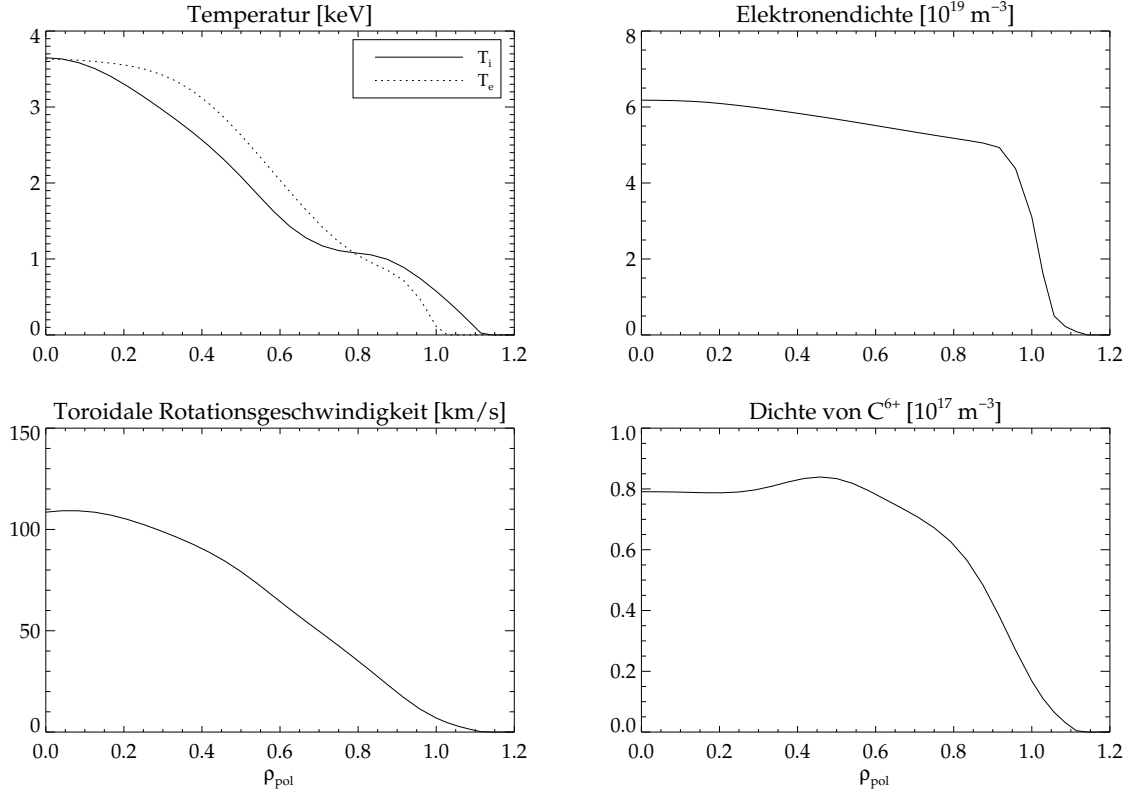 Temperatur [keV]
4
3
2
1
0
0.0 0.2 0.4 0.6 0.8 1.0 1.2
T_i
T_e
Elektronendichte [10¹⁹ m⁻³]
8
6
4
2
0
0.0 0.2 0.4 0.6 0.8 1.0 1.2
Toroidale Rotationsgeschwindigkeit [km/s]
150
100
50
0
0.0 0.2 0.4 0.6 0.8 1.0 1.2
ρ_pol
Dichte von C⁶⁺ [10¹⁷ m⁻³]
1.0
0.8
0.6
0.4
0.2
0.0
0.0 0.2 0.4 0.6 0.8 1.0 1.2
ρ_pol